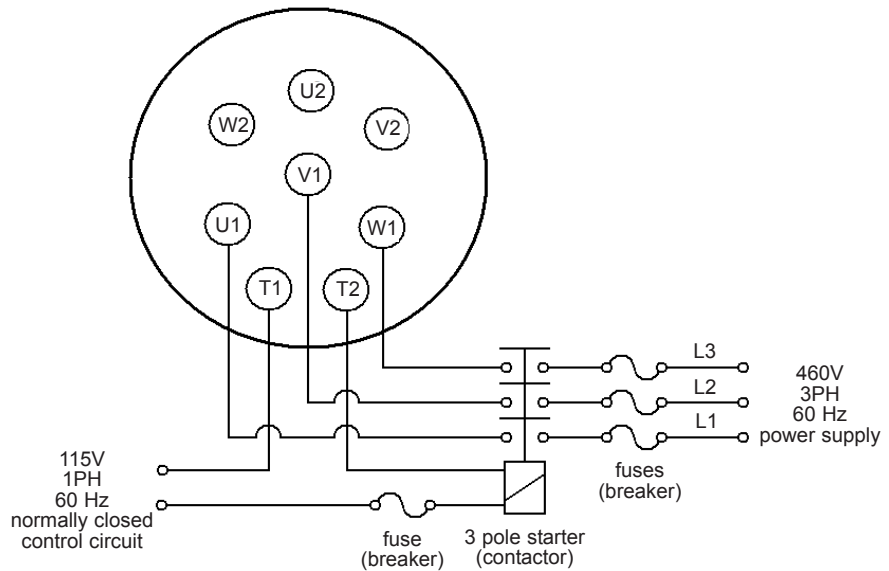 U2
W2
V2
V1
U1
W1
T1
T2
L3
L2
L1
460V
3PH
60 Hz
power supply
fuses
(breaker)
115V
1PH
60 Hz
normally closed
control circuit
fuse
(breaker)
3 pole starter
(contactor)